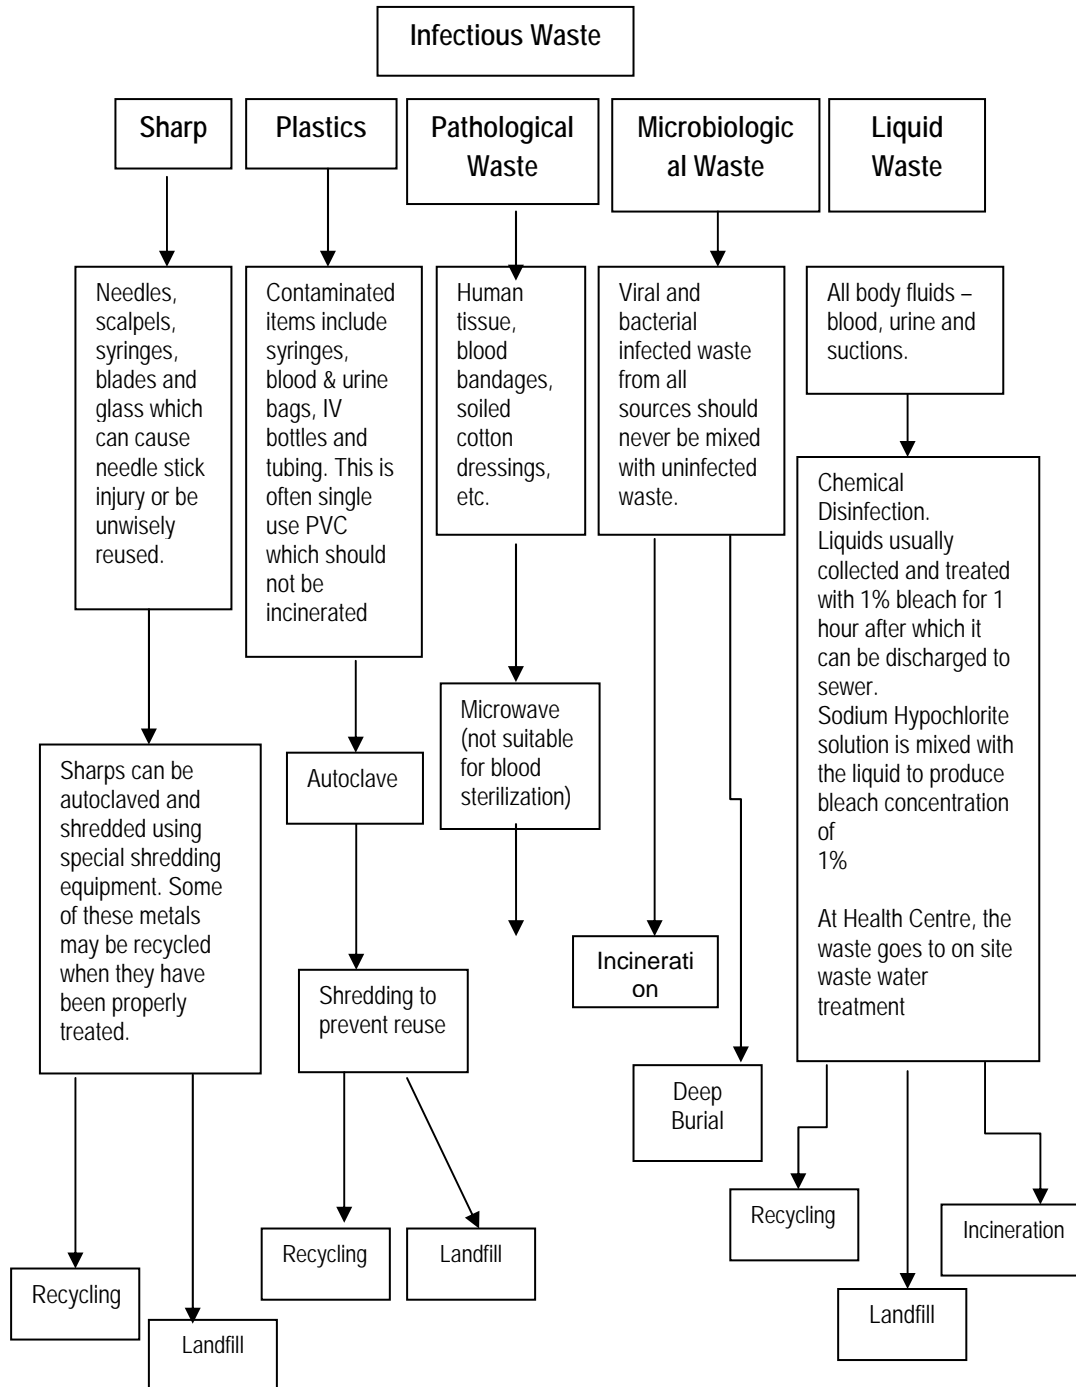 Infectious Waste
Sharp
Plastics
Pathological
Waste
Microbiologic
al Waste
Liquid
Waste
Needles,
scalpels,
syringes,
blades and
glass which
can cause
needle stick
injury or be
unwisely
reused.
Contaminated
items include
syringes,
blood & urine
bags, IV
bottles and
tubing. This is
often single
use PVC
which should
not be
incinerated
Human
tissue,
blood
bandages,
soiled
cotton
dressings,
etc.
Viral and
bacterial
infected waste
from all
sources should
never be mixed
with uninfected
waste.
All body fluids –
blood, urine and
suctions.
Chemical
Disinfection.
Liquids usually
collected and treated
with 1% bleach for 1
hour after which it
can be discharged to
sewer.
Sodium Hypochlorite
solution is mixed with
the liquid to produce
bleach concentration
of
1%
At Health Centre, the
waste goes to on site
waste water
treatment
Sharps can be
autoclaved and
shredded using
special shredding
equipment. Some
of these metals
may be recycled
when they have
been properly
treated.
Autoclave
Microwave
(not suitable
for blood
sterilization)
Shredding to
prevent reuse
Incinerati
on
Deep
Burial
Recycling
Landfill
Recycling
Landfill
Recycling
Landfill
Incineration